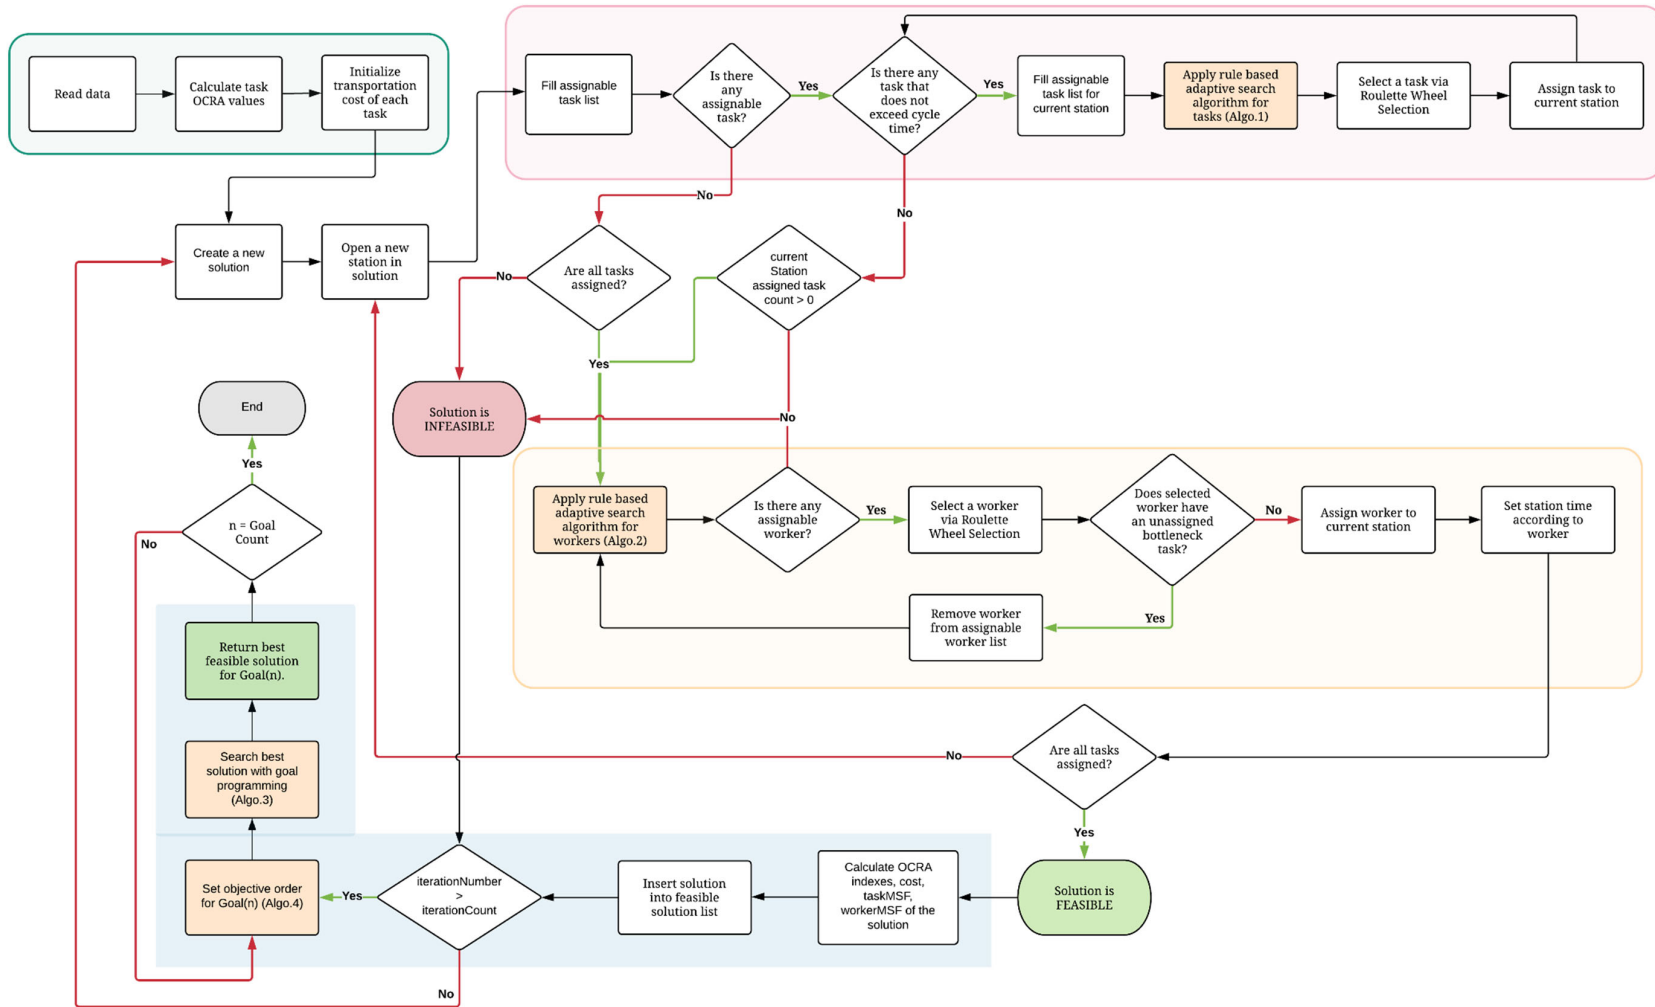 Read data
Calculate task
OCRA values
Initialize
transportation
cost of each
task
Fill assignable
task list
Is there
any
assignable
task?
Yes
Is there any
task that
does not
exceed cycle
time?
Yes
Fill assignable
task list for
current station
Apply rule based
adaptive search
algorithm for
tasks (Algo.1)
Select a task via
Roulette Wheel
Selection
Assign task to
current station
No
No
Create a new
solution
Open a new
station in
solution
No
Are all tasks
assigned?
current
Station
assigned task
count > 0
Yes
End
Solution is
INFEASIBLE
No
Yes
n = Goal
Count
No
Apply rule based
adaptive search
algorithm for
workers (Algo.2)
Is there any
assignable
worker?
Yes
Select a worker
via Roulette
Wheel Selection
Does selected
worker have
an unassigned
bottleneck
task?
No
Assign worker to
current station
Set station time
according to
worker
Yes
Remove worker
from assignable
worker list
Return best
feasible solution
for Goal(n).
Search best
solution with goal
programming
(Algo.3)
No
Are all tasks
assigned?
Yes
Set objective order
for Goal(n) (Algo.4)
Yes
iterationNumber
>
iterationCount
Insert solution
into feasible
solution list
Calculate OCRA
indexes, cost,
taskMSF,
workerMSF of the
solution
Solution is
FEASIBLE
No